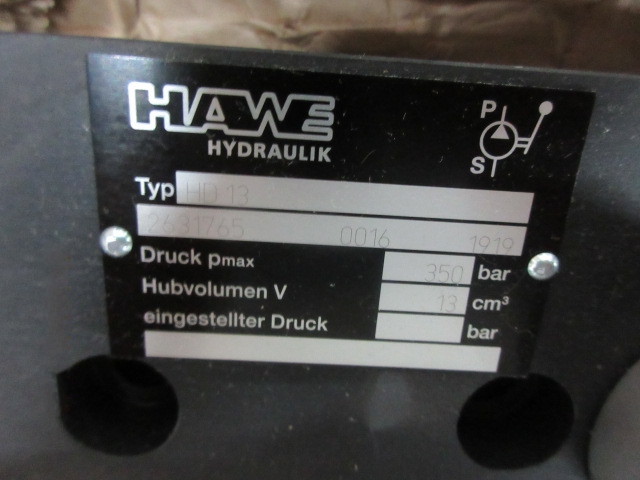 HAWE
HYDRAULIK
P
S
Typ HD 13
2631765 0016 1919
Druck pmax 350 bar
Hubvolumen V 13 cm³
eingestellter Druck bar